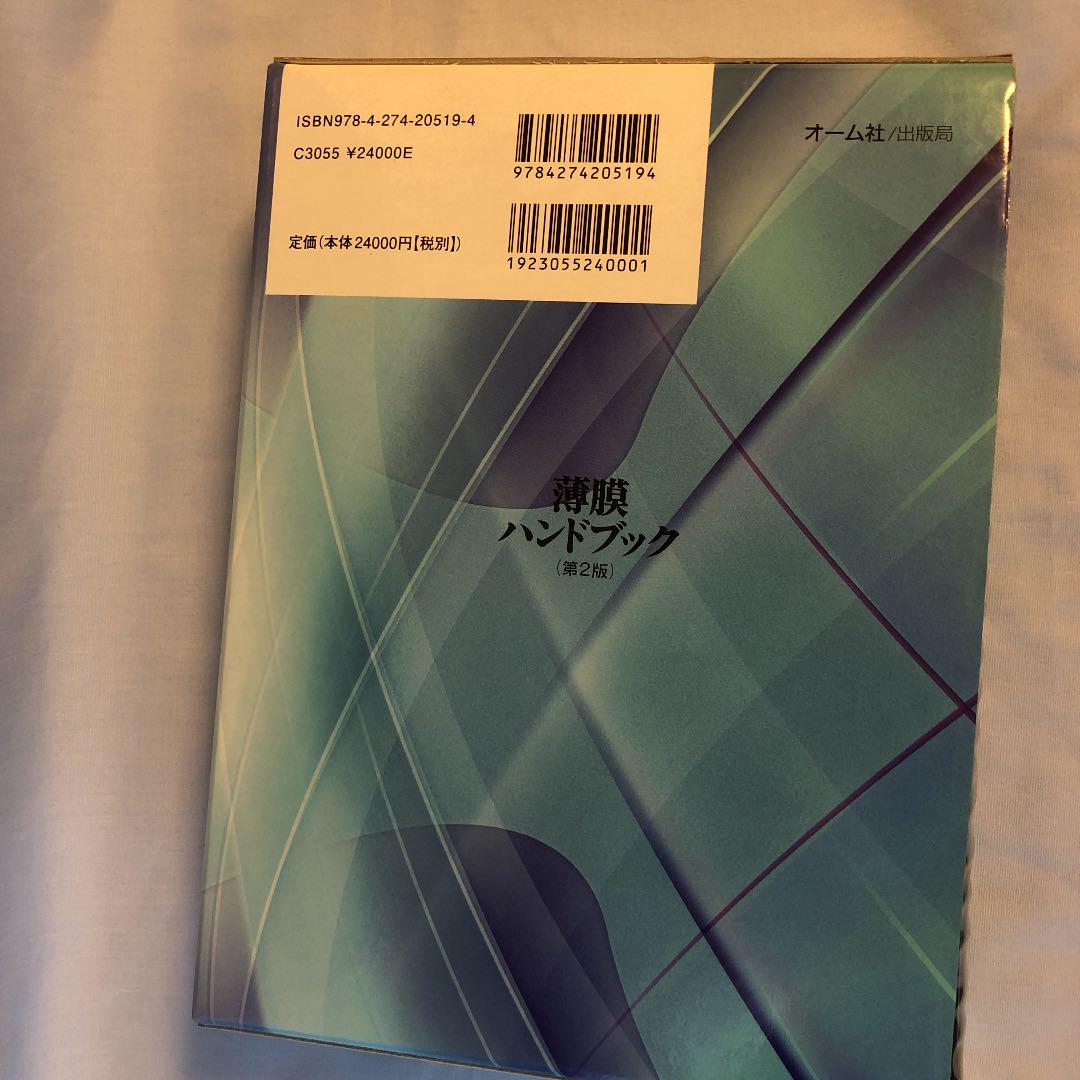 ISBN978-4-274-20519-4
C3055 ¥24000E
9784274205194
定価(本体24000円【税別】)
1923055240001
オーム社/出版局
薄膜
ハンドブック
(第2版)